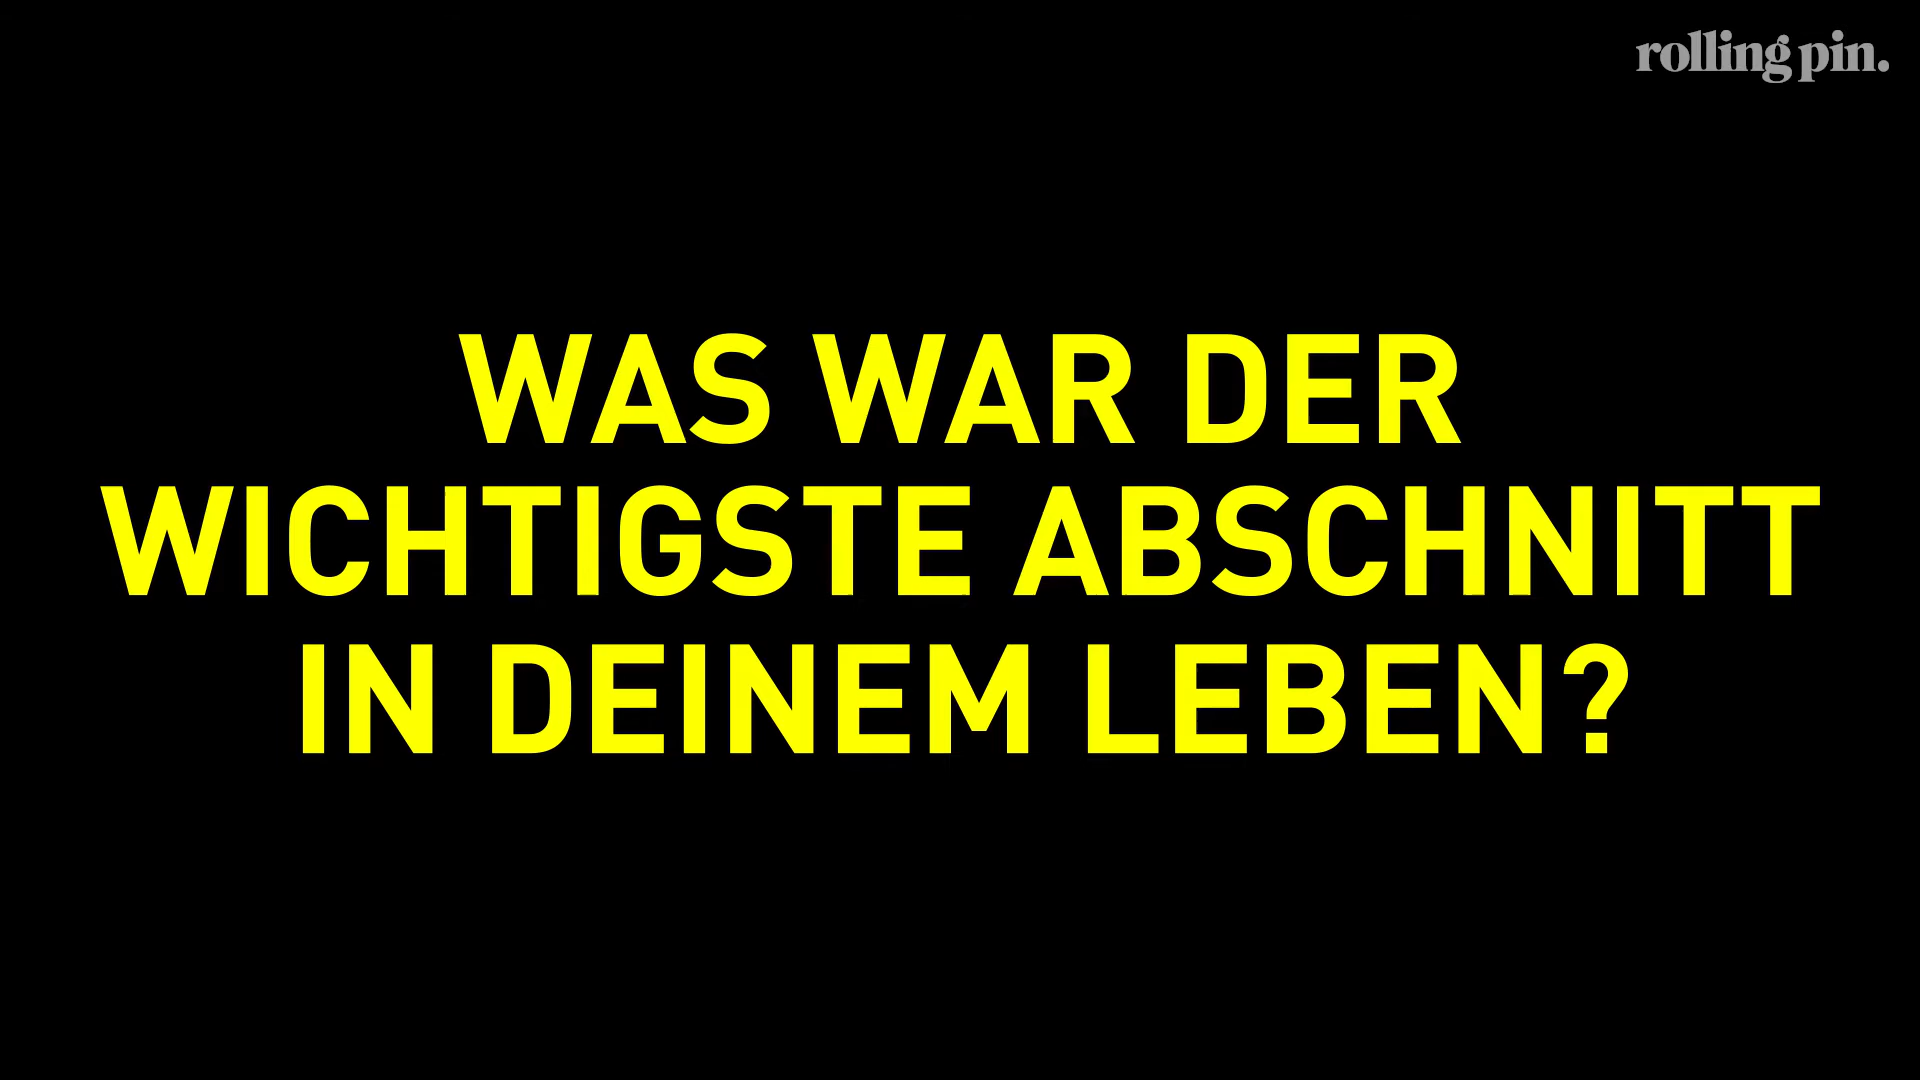 rolling pin.
WAS WAR DER
WICHTIGSTE ABSCHNITT
IN DEINEM LEBEN?